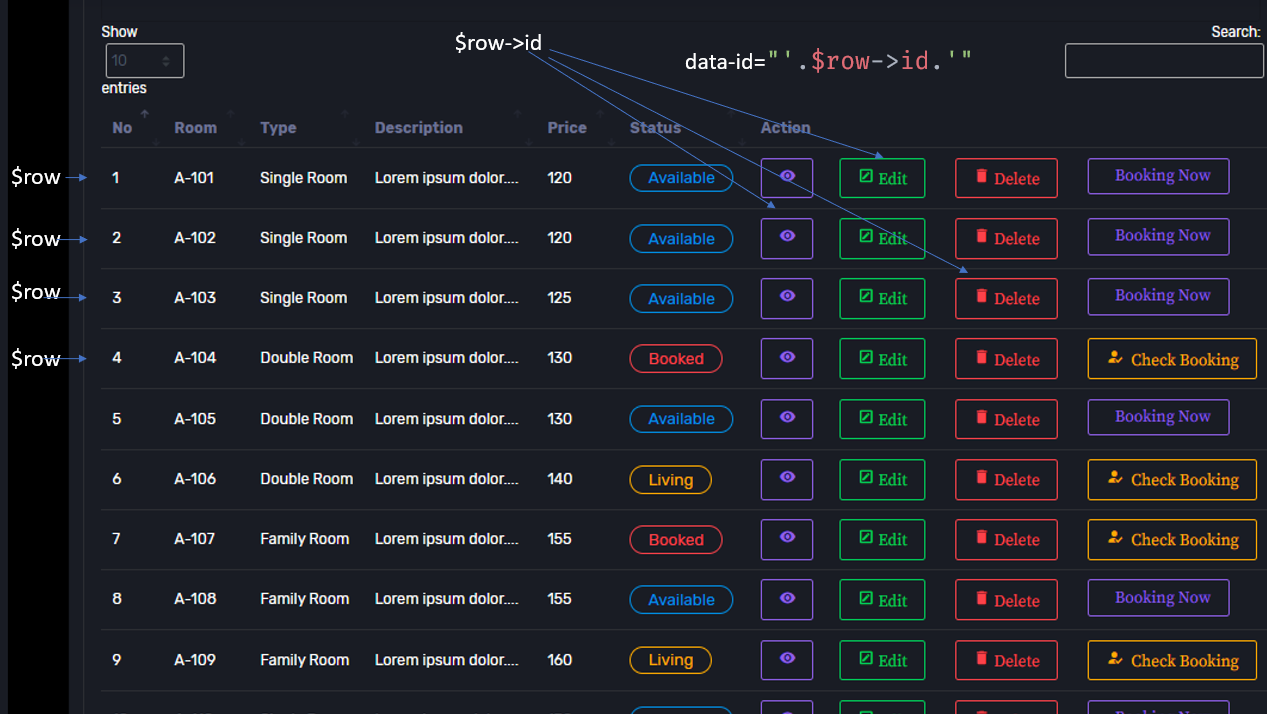 Show
$row->id
data-id="'.$row->id.'"
Search:
10
entries
No Room Type Description Price Status Action
$row 1 A-101 Single Room Lorem ipsum dolor.... 120 Available Edit Delete Booking Now
$row 2 A-102 Single Room Lorem ipsum dolor.... 120 Available Edit Delete Booking Now
$row 3 A-103 Single Room Lorem ipsum dolor.... 125 Available Edit Delete Booking Now
$row 4 A-104 Double Room Lorem ipsum dolor.... 130 Booked Edit Delete Check Booking
5 A-105 Double Room Lorem ipsum dolor.... 130 Available Edit Delete Booking Now
6 A-106 Double Room Lorem ipsum dolor.... 140 Living Edit Delete Check Booking
7 A-107 Family Room Lorem ipsum dolor.... 155 Booked Edit Delete Check Booking
8 A-108 Family Room Lorem ipsum dolor.... 155 Available Edit Delete Booking Now
9 A-109 Family Room Lorem ipsum dolor.... 160 Living Edit Delete Check Booking